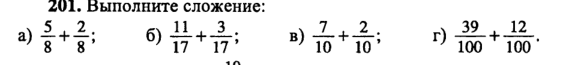 201. Выполните сложение:
а) 5/8 + 2/8; б) 11/17 + 3/17; в) 7/10 + 2/10; г) 39/100 + 12/100.